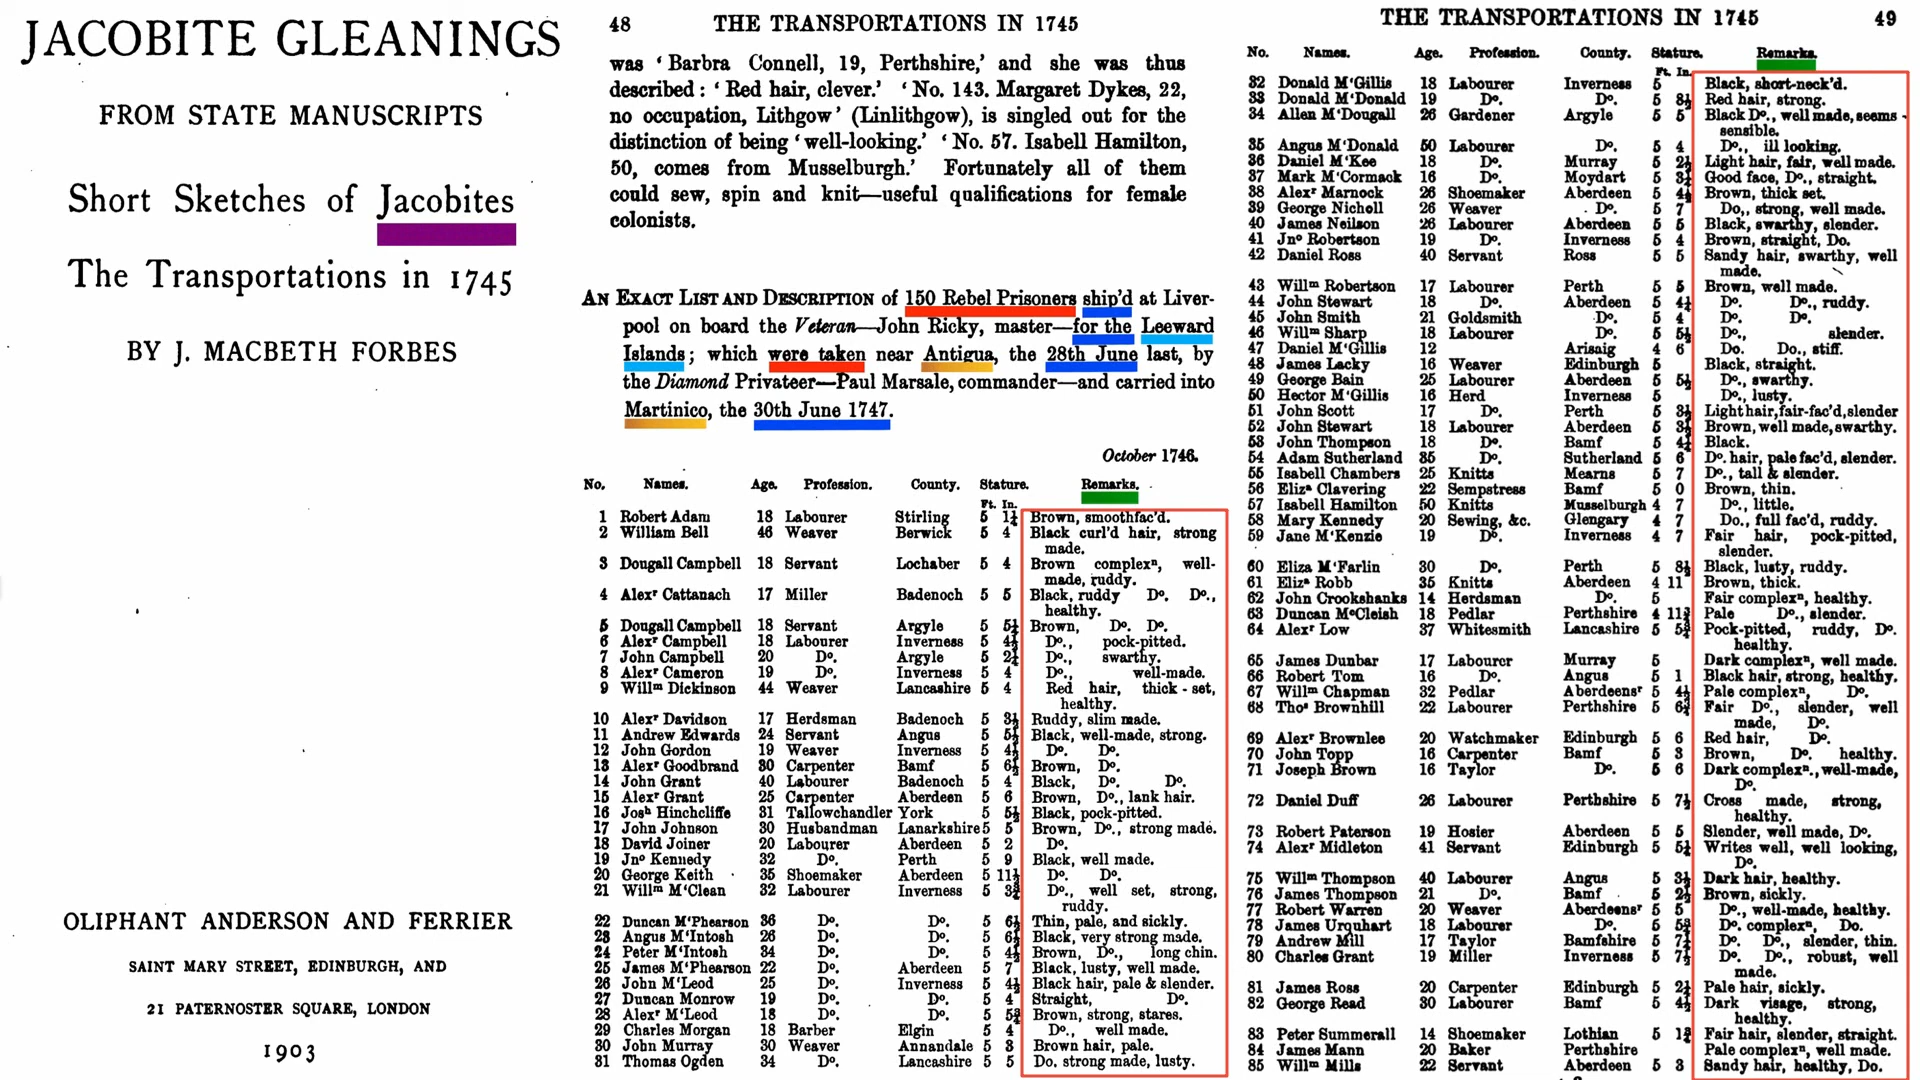 JACOBITE GLEANINGS
FROM STATE MANUSCRIPTS
Short Sketches of Jacobites
The Transportations in 1745
BY J. MACBETH FORBES
OLIPHANT ANDERSON AND FERRIER
SAINT MARY STREET, EDINBURGH, AND
21 PATERNOSTER SQUARE, LONDON
1903
48 THE TRANSPORTATIONS IN 1745
was ‘Barbra Connell, 19, Perthshire,’ and she was thus
described: ‘Red hair, clever.’ ‘No. 143. Margaret Dykes, 22,
no occupation, Lithgow’ (Linlithgow), is singled out for the
distinction of being ‘well-looking.’ ‘No. 57. Isabell Hamilton,
50, comes from Musselburgh.’ Fortunately all of them
could sew, spin and knit—useful qualifications for female
colonists.
AN EXACT LIST AND DESCRIPTION of 150 Rebel Prisoners ship'd at Liver-
pool on board the Veteran—John Ricky, master—for the Leeward
Islands; which were taken near Antigua, the 28th June last, by
the Diamond Privateer—Paul Marsale, commander—and carried into
Martinico, the 30th June 1747.
October 1746.
No. Names. Age. Profession. County. Stature. Remarks.
Ft. In.
1 Robert Adam 18 Labourer Stirling 5 1¼ Brown, smoothfac'd.
2 William Bell 46 Weaver Berwick 5 4 Black curl'd hair, strong
made.
3 Dougall Campbell 18 Servant Lochaber 5 4 Brown complexn, well-
made, ruddy.
4 Alexr Cattanach 17 Miller Badenoch 5 5 Black, ruddy Do. Do.,
healthy.
5 Dougall Campbell 18 Servant Argyle 5 5½ Brown, Do. Do.
6 Alexr Campbell 18 Labourer Inverness 5 4½ Do., pock-pitted.
7 John Campbell 20 Do. Argyle 5 2¼ Do., swarthy.
8 Alexr Cameron 19 Do. Inverness 5 4 Do., well-made.
9 Willm Dickinson 44 Weaver Lancashire 5 4 Red hair, thick-set,
healthy.
10 Alexr Davidson 17 Herdsman Badenoch 5 3½ Ruddy, slim made.
11 Andrew Edwards 24 Servant Angus 5 5½ Black, well-made, strong.
12 John Gordon 19 Weaver Inverness 5 4½ Do. Do.
13 Alexr Goodbrand 30 Carpenter Bamf 5 6½ Brown, Do.
14 John Grant 40 Labourer Badenoch 5 4 Black, Do. Do.
15 Alexr Grant 25 Carpenter Aberdeen 5 6 Brown, Do., lank hair.
16 Josh Hinchcliffe 31 Tallowchandler York 5 5½ Black, pock-pitted.
17 John Johnson 30 Husbandman Lanarkshire 5 5 Brown, Do., strong made.
18 David Joiner 20 Labourer Aberdeen 5 2 Do.
19 Jno Kennedy 32 Do. Perth 5 9 Black, well made.
20 George Keith 35 Shoemaker Aberdeen 5 11½ Do. Do.
21 Willm M‘Clean 32 Labourer Inverness 5 3¾ Do., well set, strong,
ruddy.
22 Duncan M‘Phearson 36 Do. Do. 5 6½ Thin, pale, and sickly.
23 Angus M‘Intosh 26 Do. Do. 5 6½ Black, very strong made.
24 Peter M‘Intosh 34 Do. Do. 5 4½ Brown, Do., long chin.
25 James M‘Phearson 22 Do. Aberdeen 5 7 Black, lusty, well made.
26 John M‘Leod 25 Do. Inverness 5 4½ Black hair, pale & slender.
27 Duncan Monrow 19 Do. Do. 5 4 Straight, Do.
28 Alexr M‘Leod 18 Do. Do. 5 5¾ Brown, strong, stares.
29 Charles Morgan 18 Barber Elgin 5 4 Do., well made.
30 John Murray 30 Weaver Annandale 5 3 Brown hair, pale.
31 Thomas Ogden 34 Do. Lancashire 5 5 Do. strong made, lusty.
THE TRANSPORTATIONS IN 1745 49
No. Names. Age. Profession. County. Stature. Remarks.
Ft. In.
32 Donald M‘Gillis 18 Labourer Inverness 5 Black, short-neck'd.
33 Donald M‘Donald 19 Do. Do. 5 8½ Red hair, strong.
34 Allen M‘Dougall 26 Gardener Argyle 5 5 Black Do., well made, seems
sensible.
35 Angus M‘Donald 50 Labourer Do. 5 4 Do., ill looking.
36 Daniel M‘Kee 18 Do. Murray 5 2½ Light hair, fair, well made.
37 Mark M‘Cormack 16 Do. Moydart 5 3½ Good face, Do., straight.
38 Alexr Marnock 26 Shoemaker Aberdeen 5 4½ Brown, thick set.
39 George Nicholl 26 Weaver Do. 5 7 Do,, strong, well made.
40 James Neilson 26 Labourer Aberdeen 5 5 Black, swarthy, slender.
41 Jno Robertson 19 Do. Inverness 5 4 Brown, straight, Do.
42 Daniel Ross 40 Servant Ross 5 5 Sandy hair, swarthy, well
made.
43 Willm Robertson 17 Labourer Perth 5 5 Brown, well made.
44 John Stewart 18 Do. Aberdeen 5 4½ Do. Do., ruddy.
45 John Smith 21 Goldsmith Do. 5 4 Do. Do.
46 Willm Sharp 18 Labourer Do. 5 5½ Do., slender.
47 Daniel M‘Gillis 12 Arisaig 4 6 Do. Do., stiff.
48 James Lacky 16 Weaver Edinburgh 5 Black, straight.
49 George Bain 25 Labourer Aberdeen 5 5½ Do., swarthy.
50 Hector M‘Gillis 16 Herd Inverness 5 Do., lusty.
51 John Scott 17 Do. Perth 5 3½ Light hair, fair-fac'd, slender
52 John Stewart 18 Labourer Aberdeen 5 3½ Brown, well made, swarthy.
53 John Thompson 18 Do. Bamf 5 4½ Black.
54 Adam Sutherland 35 Do. Sutherland 5 6 Do. hair, pale fac'd, slender.
55 Isabell Chambers 25 Knitts Mearns 5 7 Do., tall & slender.
56 Eliza Clavering 22 Sempstress Bamf 5 0 Brown, thin.
57 Isabell Hamilton 50 Knitts Musselburgh 4 7 Do., little.
58 Mary Kennedy 20 Sewing, &c. Glengary 4 7 Do., full fac'd, ruddy.
59 Jane M‘Kenzie 19 Do. Inverness 4 7 Fair hair, pock-pitted,
slender.
60 Eliza M‘Farlin 30 Do. Perth 5 8½ Black, lusty, ruddy.
61 Eliza Robb 35 Knitts Aberdeen 4 11 Brown, thick.
62 John Crookshanks 14 Herdsman Do. 5 Fair complexn, healthy.
63 Duncan McCleish 18 Pedlar Perthshire 4 11¾ Pale Do., slender.
64 Alexr Low 37 Whitesmith Lancashire 5 5¾ Pock-pitted, ruddy, Do.
healthy.
65 James Dunbar 17 Labourer Murray 5 Dark complexn, well made.
66 Robert Tom 16 Do. Angus 5 1 Black hair, strong, healthy.
67 Willm Chapman 32 Pedlar Aberdeensr 5 4½ Pale complexn, Do.
68 Thos Brownhill 22 Labourer Perthshire 5 6¾ Fair Do., slender, well
made, Do.
69 Alexr Brownlee 20 Watchmaker Edinburgh 5 6 Red hair, Do.
70 John Topp 16 Carpenter Bamf 5 3 Brown, Do. healthy.
71 Joseph Brown 16 Taylor Do. 5 6 Dark complexn., well-made,
Do.
72 Daniel Duff 26 Labourer Perthshire 5 7½ Cross made, strong,
healthy.
73 Robert Paterson 19 Hosier Aberdeen 5 5 Slender, well made, Do.
74 Alexr Midleton 41 Servant Edinburgh 5 5¼ Writes well, well looking,
Do.
75 Willm Thompson 40 Labourer Angus 5 3½ Dark hair, healthy.
76 James Thompson 21 Do. Bamf 5 2½ Brown, sickly.
77 Robert Warren 20 Weaver Aberdeensr 5 5 Do., well-made, healthy.
78 James Urquhart 18 Labourer Do. 5 5¾ Do. complexn, Do.
79 Andrew Mill 17 Taylor Bamfshire 5 7½ Do. Do., slender, thin.
80 Charles Grant 19 Miller Inverness 5 7½ Do. Do., robust, well
made.
81 James Ross 20 Carpenter Edinburgh 5 2½ Pale hair, sickly.
82 George Read 30 Labourer Bamf 5 4½ Dark visage, strong,
healthy.
83 Peter Summerall 14 Shoemaker Lothian 5 1¾ Fair hair, slender, straight.
84 James Mann 20 Baker Perthshire Pale complexn, well made.
85 Willm Mills 22 Servant Aberdeen 5 3 Sandy hair, healthy, Do.